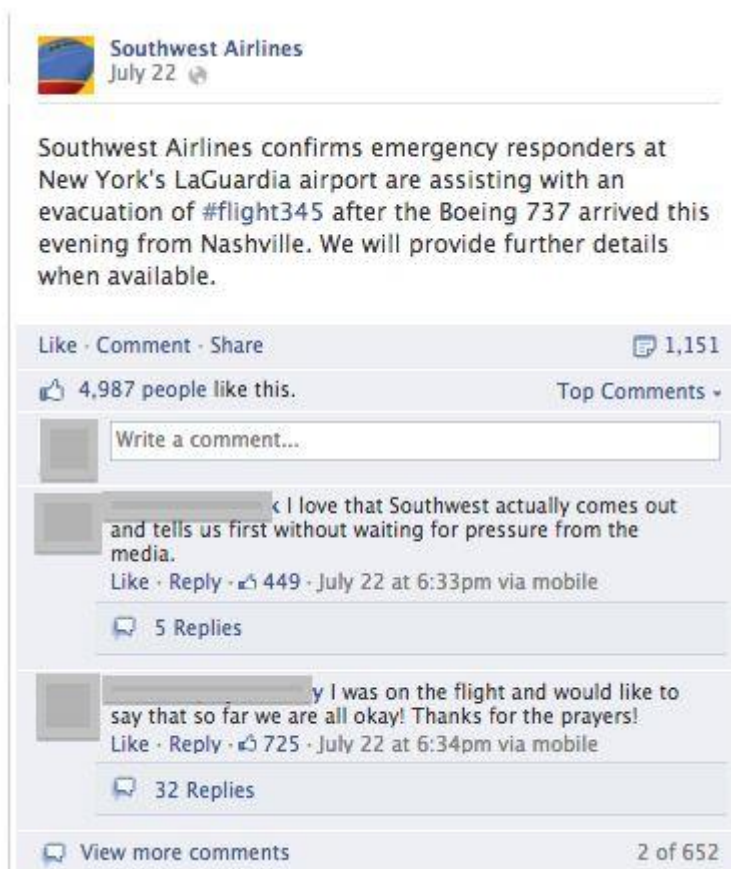 Southwest Airlines
July 22
Southwest Airlines confirms emergency responders at
New York's LaGuardia airport are assisting with an
evacuation of #flight345 after the Boeing 737 arrived this
evening from Nashville. We will provide further details
when available.
Like · Comment · Share 1,151
4,987 people like this. Top Comments
Write a comment...
k I love that Southwest actually comes out
and tells us first without waiting for pressure from the
media.
Like · Reply · 449 · July 22 at 6:33pm via mobile
5 Replies
y I was on the flight and would like to
say that so far we are all okay! Thanks for the prayers!
Like · Reply · 725 · July 22 at 6:34pm via mobile
32 Replies
View more comments 2 of 652